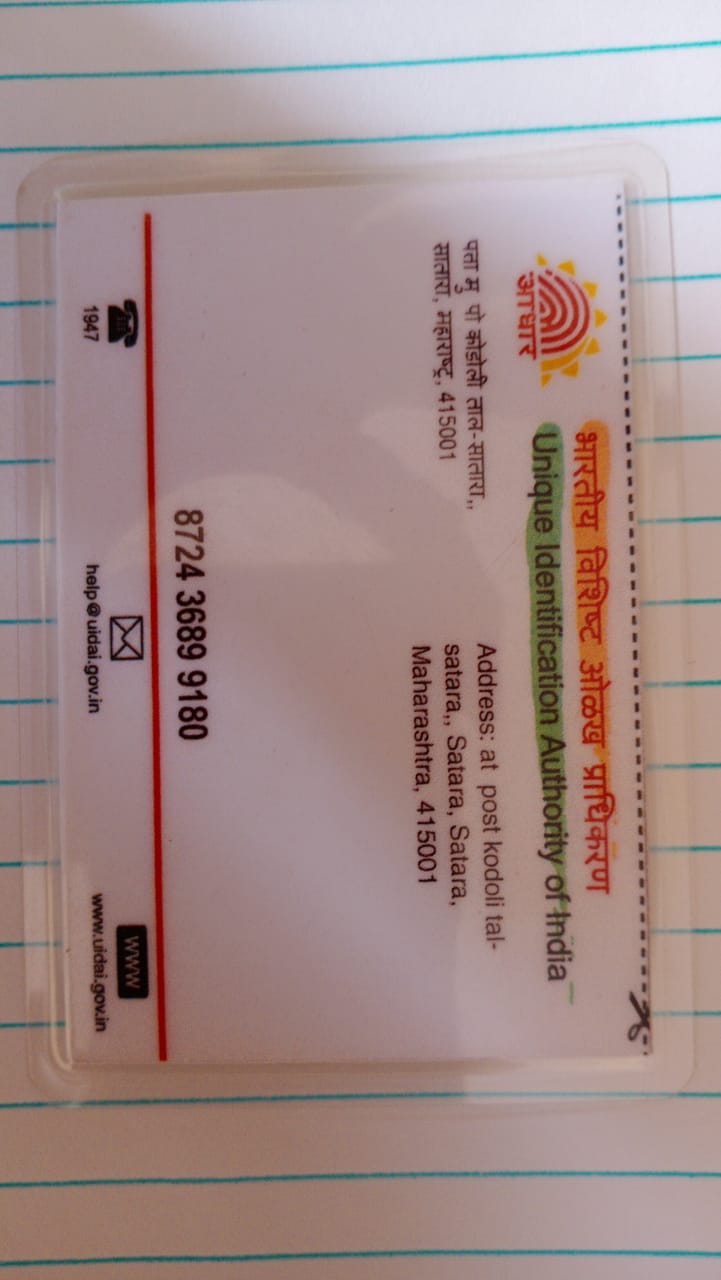 भारतीय विशिष्ट ओळख प्राधिकरण
Unique Identification Authority of India
आधार
पता मु पो कोडोली ताल-सातारा,,
सातारा, महाराष्ट्र, 415001
Address: at post kodoli tal-
satara,, Satara, Satara,
Maharashtra, 415001
8724 3689 9180
1947
help@uidai.gov.in
WWW
www.uidai.gov.in